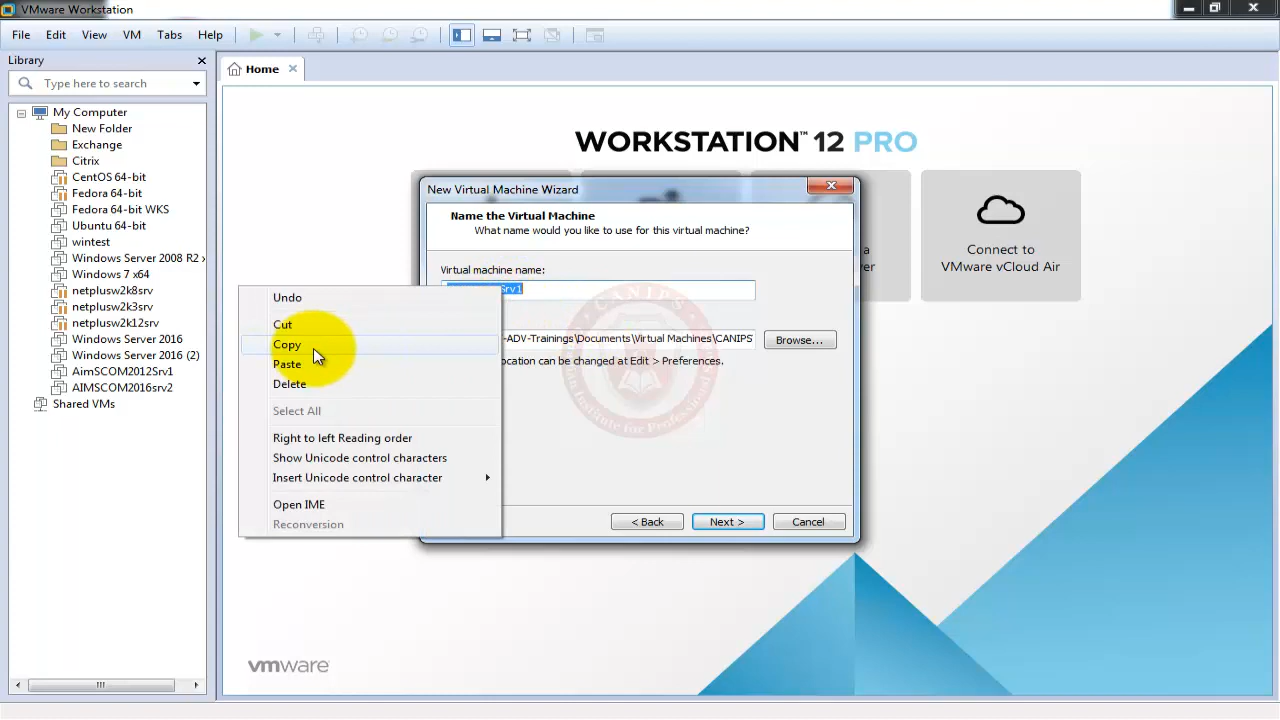 VMware Workstation
File Edit View VM Tabs Help
Library
Type here to search
Home
My Computer
New Folder
Exchange
Citrix
CentOS 64-bit
Fedora 64-bit
Fedora 64-bit WKS
Ubuntu 64-bit
wintest
Windows Server 2008 R2 x
Windows 7 x64
netplusw2k8srv
netplusw2k3srv
netplusw2k12srv
Windows Server 2016
Windows Server 2016 (2)
AimSCOM2012Srv1
AIMSCOM2016srv2
Shared VMs
WORKSTATION™ 12 PRO
Connect to
VMware vCloud Air
New Virtual Machine Wizard
Name the Virtual Machine
What name would you like to use for this virtual machine?
Virtual machine name:
Srv1
-ADV-Trainings\Documents\Virtual Machines\CANIPS
Browse...
location can be changed at Edit > Preferences.
< Back
Next >
Cancel
Undo
Cut
Copy
Paste
Delete
Select All
Right to left Reading order
Show Unicode control characters
Insert Unicode control character
Open IME
Reconversion
CANIPS
vmware